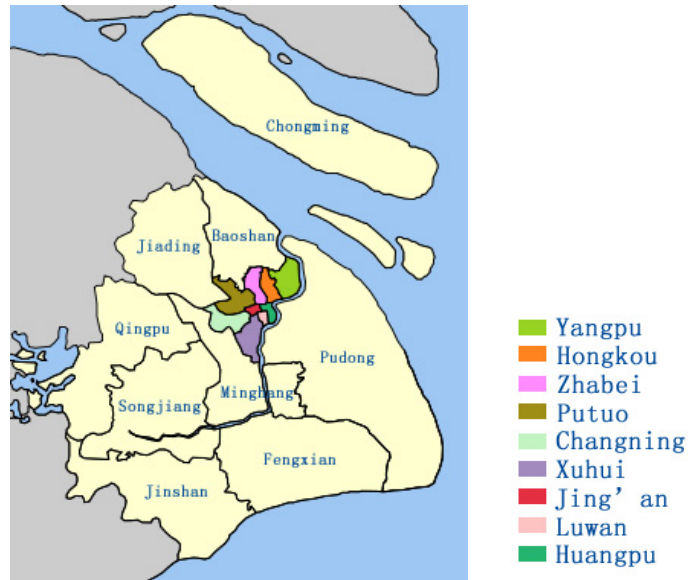 Chongming
Baoshan
Jiading
Qingpu
Pudong
Minghang
Songjiang
Fengxian
Jinshan
Yangpu
Hongkou
Zhabei
Putuo
Changning
Xuhui
Jing' an
Luwan
Huangpu